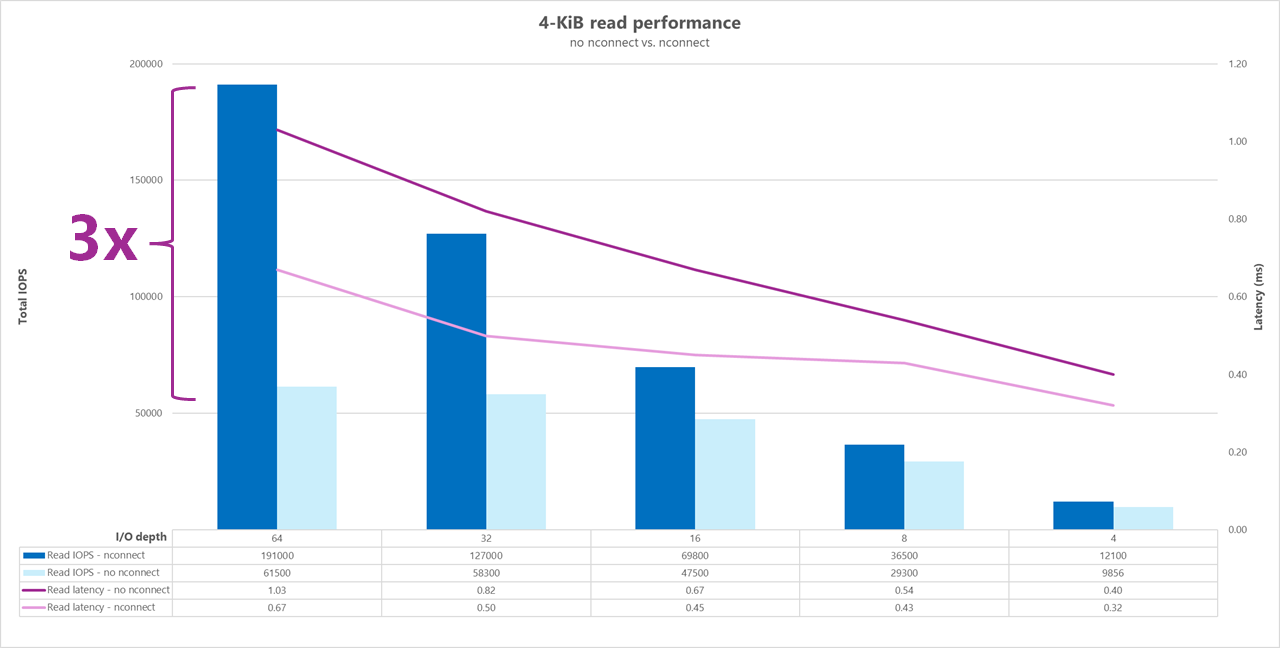 4-KiB read performance
no nconnect vs. nconnect
200000
150000
100000
50000
Total IOPS
3x
1.20
1.00
0.80
0.60
0.40
0.20
0.00
Latency (ms)
I/O depth 64 32 16 8 4
Read IOPS - nconnect 191000 127000 69800 36500 12100
Read IOPS - no nconnect 61500 58300 47500 29300 9856
Read latency - no nconnect 1.03 0.82 0.67 0.54 0.40
Read latency - nconnect 0.67 0.50 0.45 0.43 0.32